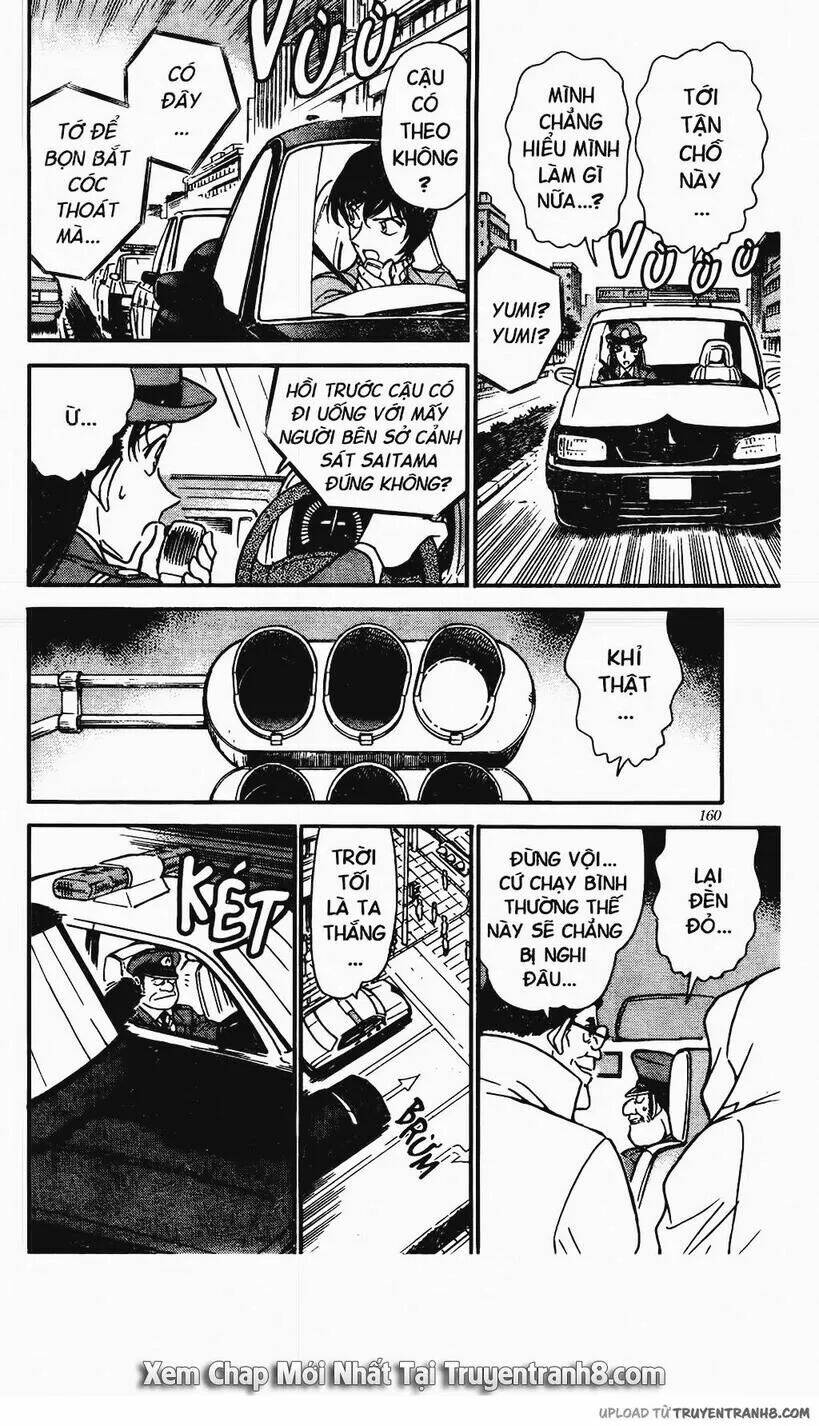 TỚI
TẬN
CHỖ
NÀY
...
MÌNH
CHẲNG
HIỂU MÌNH
LÀM GÌ
NỮA...?
VÙ Ù Ù
YUMI?
YUMI?
VÙ Ù
CẬU
CÓ
THEO
KHÔNG
?
CÓ
ĐÂY
...
TỚ ĐỂ
BỌN BẮT
CÓC
THOÁT
MÀ...
HỒI TRƯỚC CẬU CÓ
ĐI UỐNG VỚI MẤY
NGƯỜI BÊN SỞ CẢNH
SÁT SAITAMA
ĐÚNG KHÔNG?
Ừ...
KHỈ
THẬT
...
160
LẠI
ĐÈN
ĐỎ...
ĐỪNG VỘI...
CỨ CHẠY BÌNH
THƯỜNG THẾ
NÀY SẼ CHẲNG
BỊ NGHI
ĐÂU...
TRỜI
TỐI
LÀ TA
THẮNG
...
BRỪM
KÉT
Xem Chap Mới Nhất Tại Truyentranh8.com
UPLOAD TỪ TRUYENTRANH8.COM